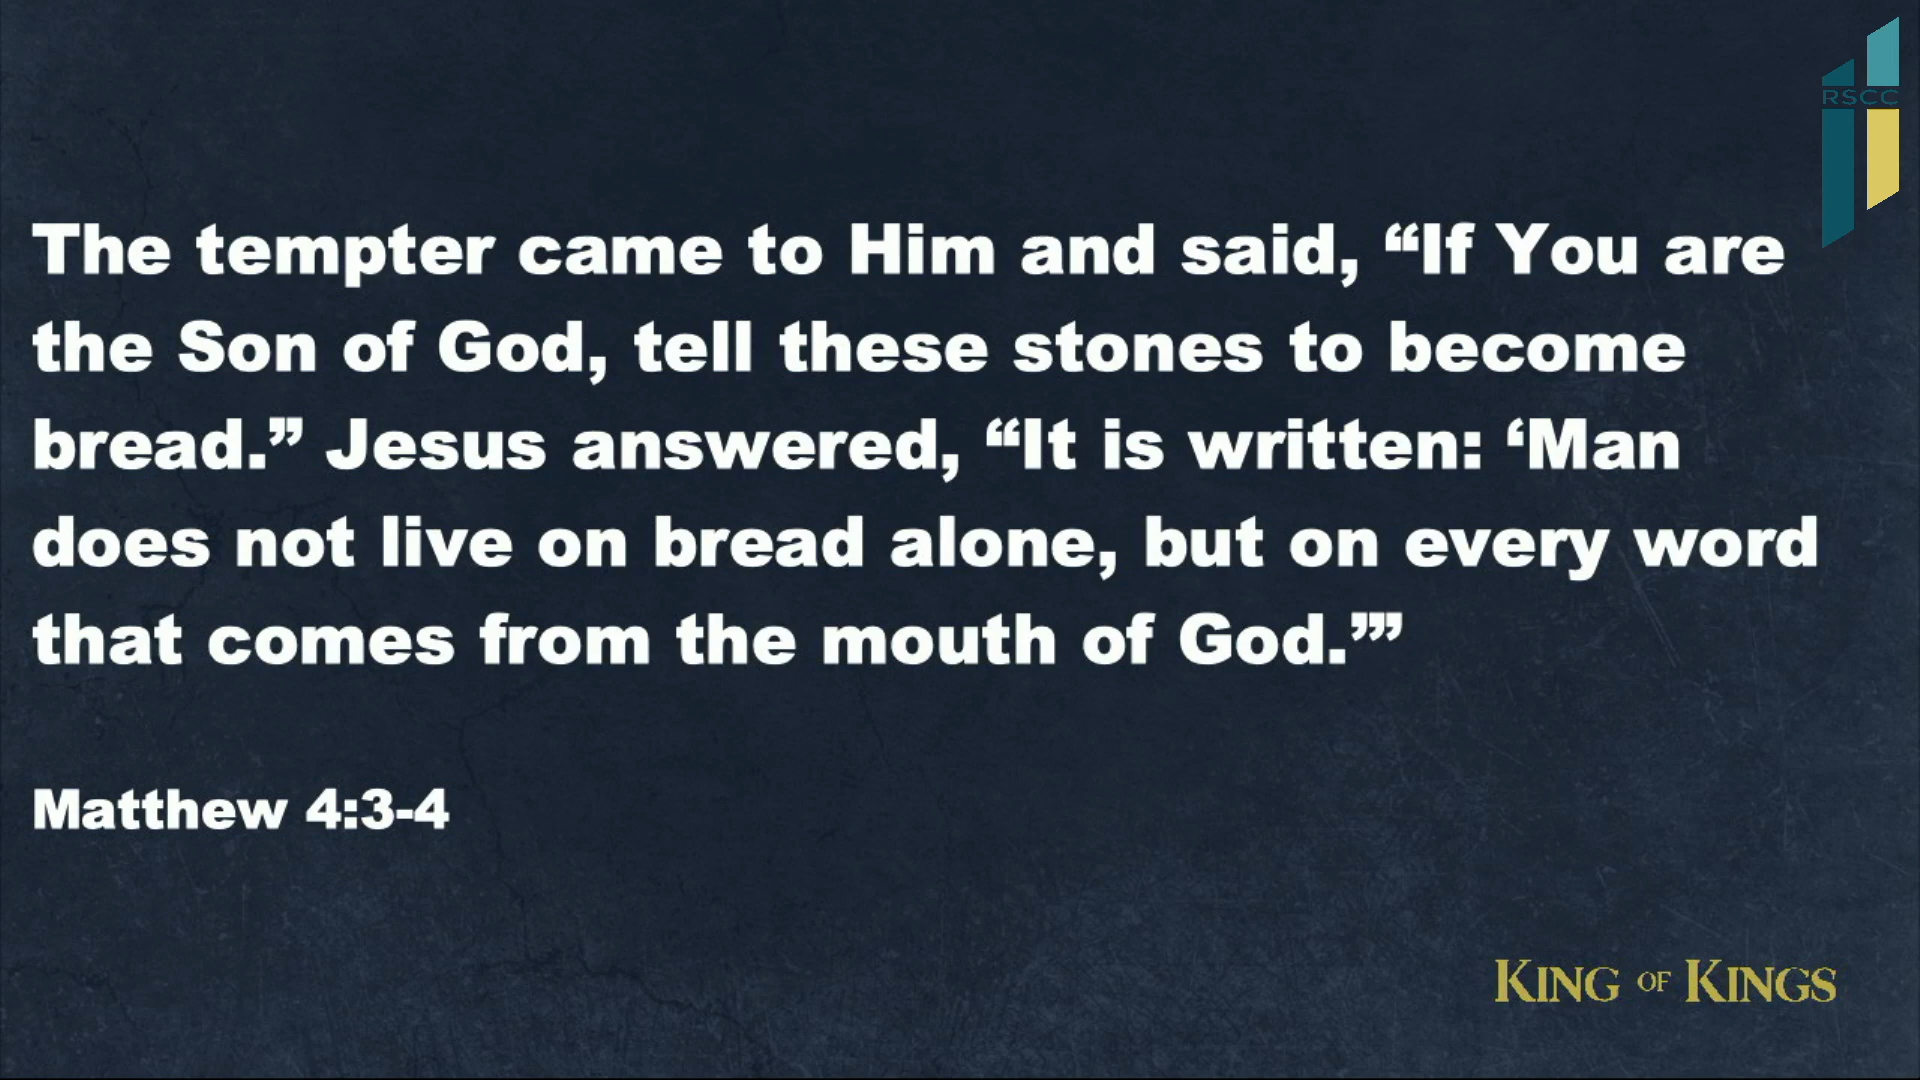 RSCC
The tempter came to Him and said, “If You are
the Son of God, tell these stones to become
bread.” Jesus answered, “It is written: ‘Man
does not live on bread alone, but on every word
that comes from the mouth of God.’”
Matthew 4:3-4
KING OF KINGS